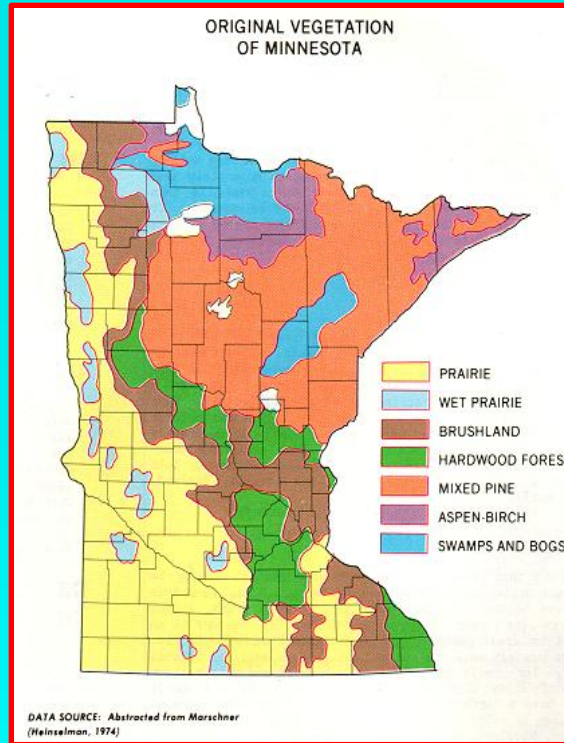 ORIGINAL VEGETATION
OF MINNESOTA
PRAIRIE
WET PRAIRIE
BRUSHLAND
HARDWOOD FORES
MIXED PINE
ASPEN-BIRCH
SWAMPS AND BOGS
DATA SOURCE: Abstracted from Marschner
(Heinselman, 1974)